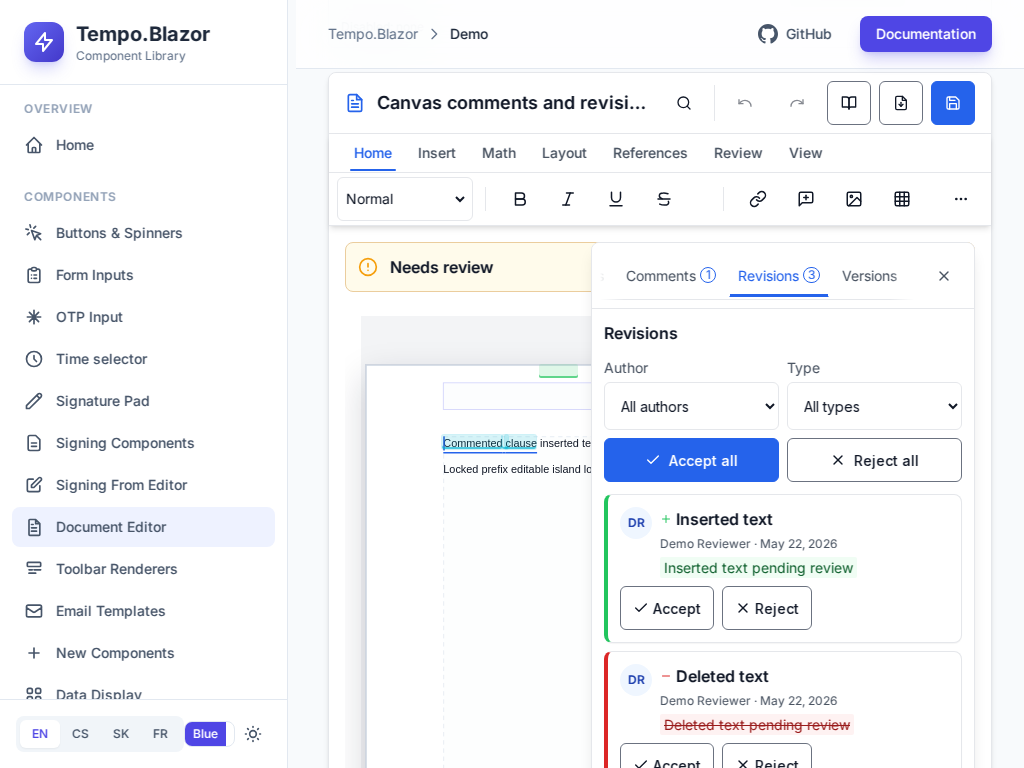 Tempo.Blazor
Component Library
OVERVIEW
Home
COMPONENTS
Buttons & Spinners
Form Inputs
OTP Input
Time selector
Signature Pad
Signing Components
Signing From Editor
Document Editor
Toolbar Renderers
Email Templates
New Components
Data Display
EN CS SK FR Blue
Tempo.Blazor > Demo
GitHub
Documentation
Canvas comments and revisi...
Home Insert Math Layout References Review View
Normal
Needs review
Commented clause inserted te
Locked prefix editable island lo
Comments 1 Revisions 3 Versions
Revisions
Author Type
All authors All types
Accept all Reject all
DR + Inserted text
Demo Reviewer · May 22, 2026
Inserted text pending review
Accept Reject
DR − Deleted text
Demo Reviewer · May 22, 2026
Deleted text pending review
Accept Reject